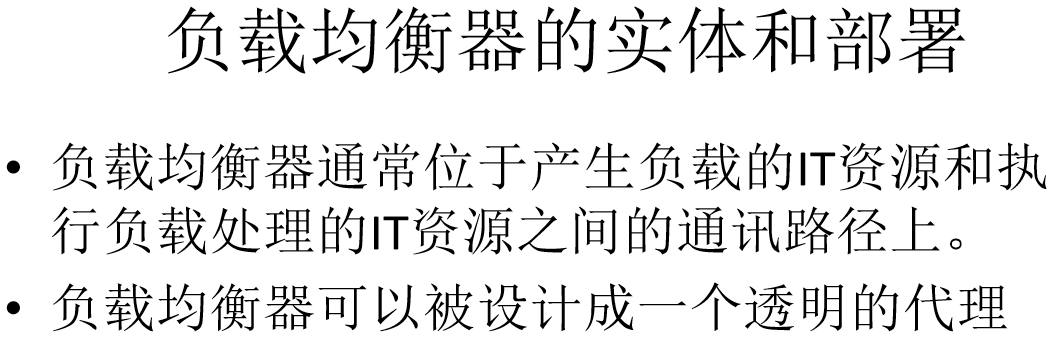 负载均衡器的实体和部署
• 负载均衡器通常位于产生负载的IT资源和执
行负载处理的IT资源之间的通讯路径上。
• 负载均衡器可以被设计成一个透明的代理